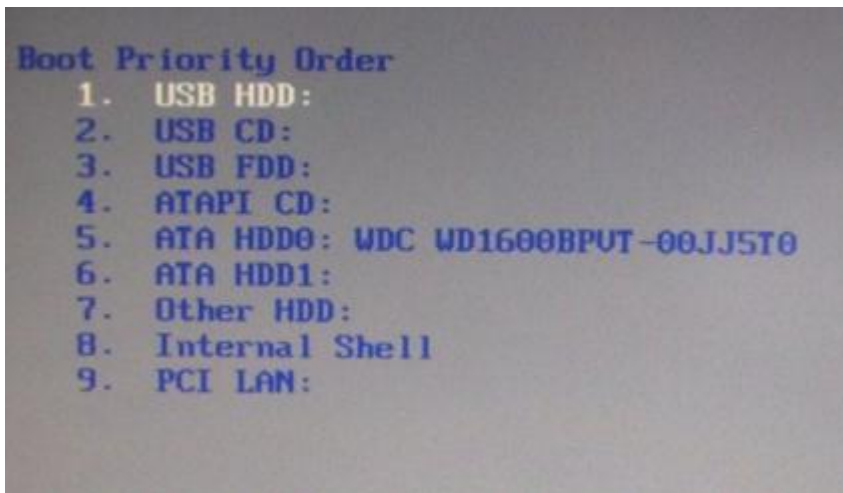 Boot Priority Order
1. USB HDD:
2. USB CD:
3. USB FDD:
4. ATAPI CD:
5. ATA HDD0: WDC WD1600BPVT-00JJ5T0
6. ATA HDD1:
7. Other HDD:
8. Internal Shell
9. PCI LAN: